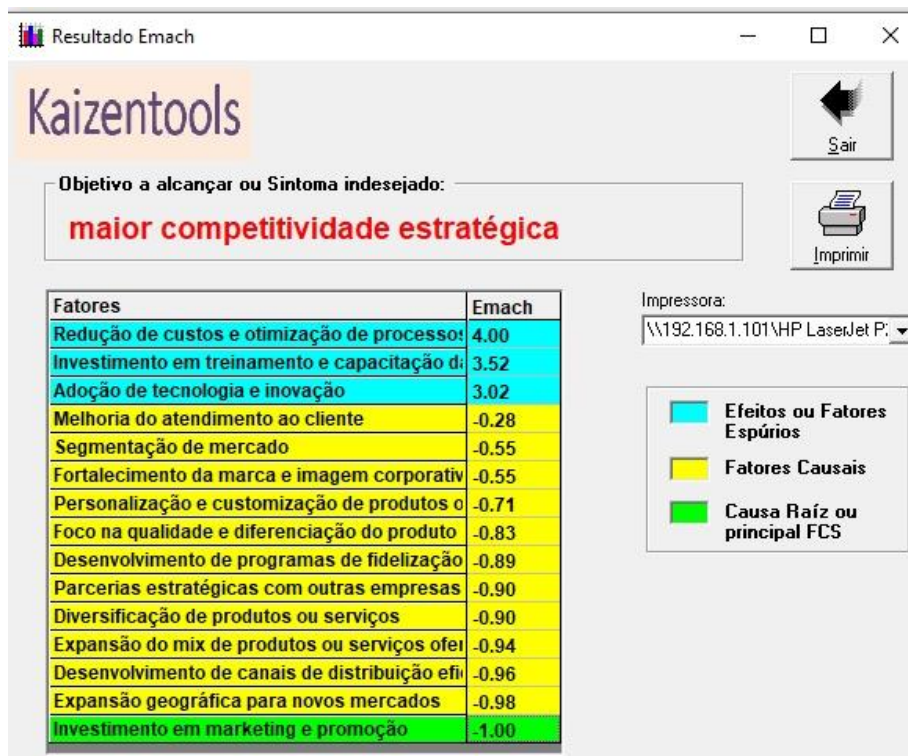 Resultado Emach
Kaizentools
Sair
Objetivo a alcançar ou Sintoma indesejado:
maior competitividade estratégica
Imprimir
Fatores Emach
Impressora:
\\192.168.1.101\HP LaserJet P:
Redução de custos e otimização de processos 4.00
Investimento em treinamento e capacitação da 3.52
Adoção de tecnologia e inovação 3.02
Melhoria do atendimento ao cliente -0.28
Segmentação de mercado -0.55
Fortalecimento da marca e imagem corporativ -0.55
Personalização e customização de produtos o -0.71
Foco na qualidade e diferenciação do produto -0.83
Desenvolvimento de programas de fidelização -0.89
Parcerias estratégicas com outras empresas -0.90
Diversificação de produtos ou serviços -0.90
Expansão do mix de produtos ou serviços ofer -0.94
Desenvolvimento de canais de distribuição efi -0.96
Expansão geográfica para novos mercados -0.98
Investimento em marketing e promoção -1.00
Efeitos ou Fatores
Espúrios
Fatores Causais
Causa Raíz ou
principal FCS